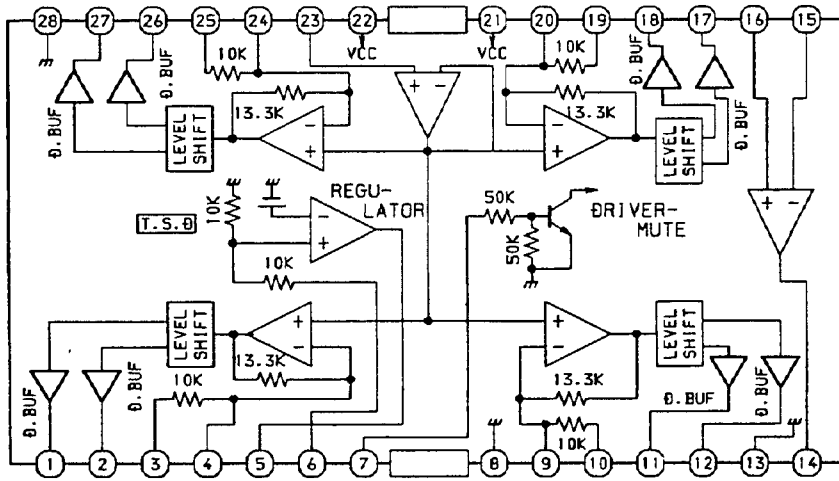 28 27 26 25 24 23 22 21 20 19 18 17 16 15
VCC VCC
10K 10K
Đ.BUF Đ.BUF Đ.BUF Đ.BUF
13.3K 13.3K
LEVEL SHIFT
LEVEL SHIFT
- +
- +
+ -
- +
+ -
REGU-
LATOR
T.S.Đ
10K
- +
10K
50K
50K
ĐRIVER-
MUTE
LEVEL SHIFT
LEVEL SHIFT
+ -
+ -
13.3K 13.3K
10K 10K
Đ.BUF Đ.BUF Đ.BUF Đ.BUF
1 2 3 4 5 6 7 8 9 10 11 12 13 14